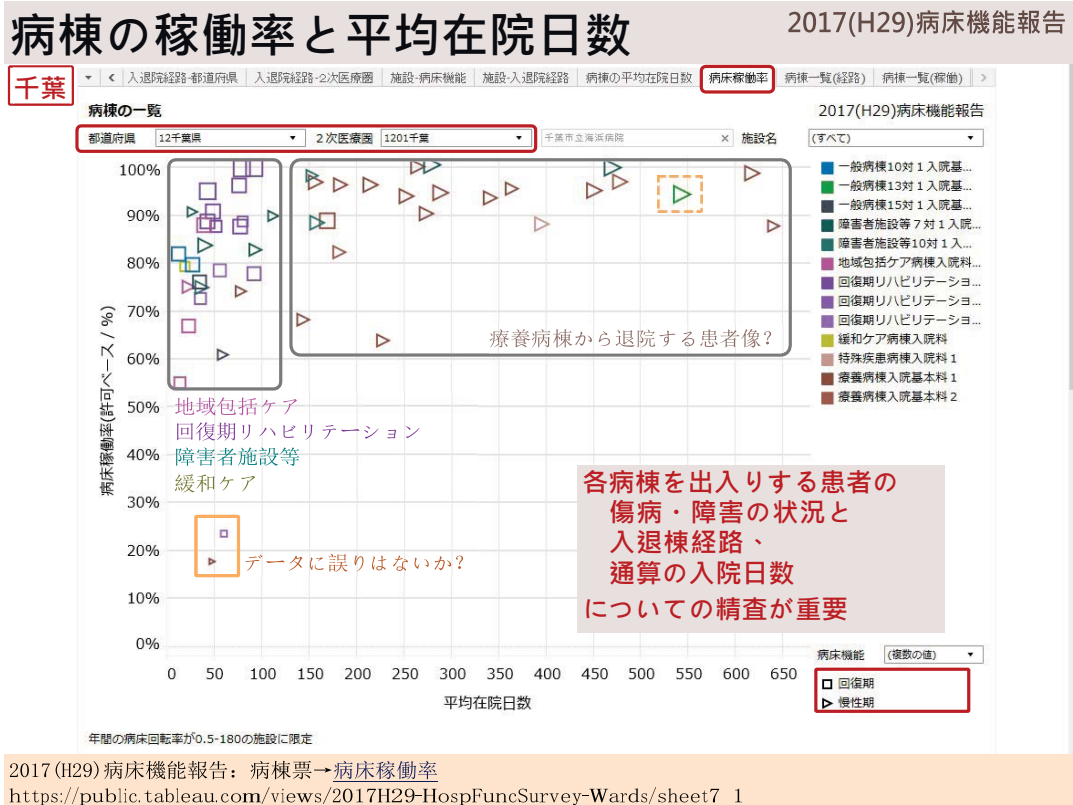 病棟の稼働率と平均在院日数
2017(H29)病床機能報告
千葉
入退院経路-都道府県 入退院経路-2次医療圏 施設-病床機能 施設-入退院経路 病棟の平均在院日数 病床稼働率 病棟一覧(経路) 病棟一覧(稼働)
病棟の一覧
2017(H29)病床機能報告
都道府県 12千葉県 2次医療圏 1201千葉 千葉市立海浜病院 施設名 (すべて)
100%
90%
80%
70%
60%
50%
40%
30%
20%
10%
0%
病床稼働率(許可ベース / %)
一般病棟10対1入院基...
一般病棟13対1入院基...
一般病棟15対1入院基...
障害者施設等7対1入院...
障害者施設等10対1入...
地域包括ケア病棟入院料...
回復期リハビリテーショ...
回復期リハビリテーショ...
回復期リハビリテーショ...
緩和ケア病棟入院料
特殊疾患病棟入院料1
療養病棟入院基本料1
療養病棟入院基本料2
療養病棟から退院する患者像?
地域包括ケア
回復期リハビリテーション
障害者施設等
緩和ケア
データに誤りはないか?
各病棟を出入りする患者の
傷病・障害の状況と
入退棟経路、
通算の入院日数
についての精査が重要
0 50 100 150 200 250 300 350 400 450 500 550 600 650
平均在院日数
病床機能 (複数の値)
回復期
慢性期
年間の病床回転率が0.5-180の施設に限定
2017(H29)病床機能報告: 病棟票→病床稼働率
https://public.tableau.com/views/2017H29-HospFuncSurvey-Wards/sheet7_1